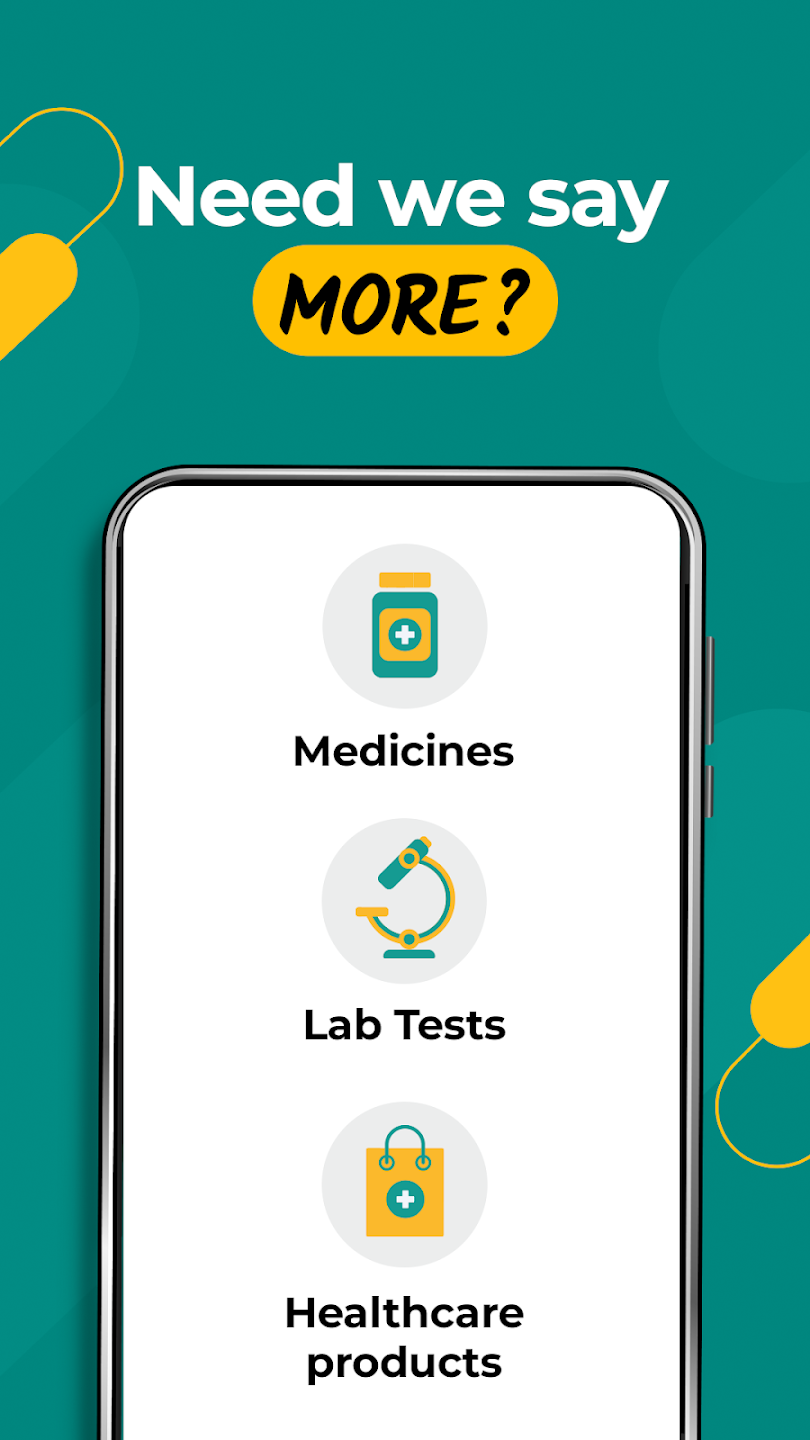 Need we say
MORE?
Medicines
Lab Tests
Healthcare
products